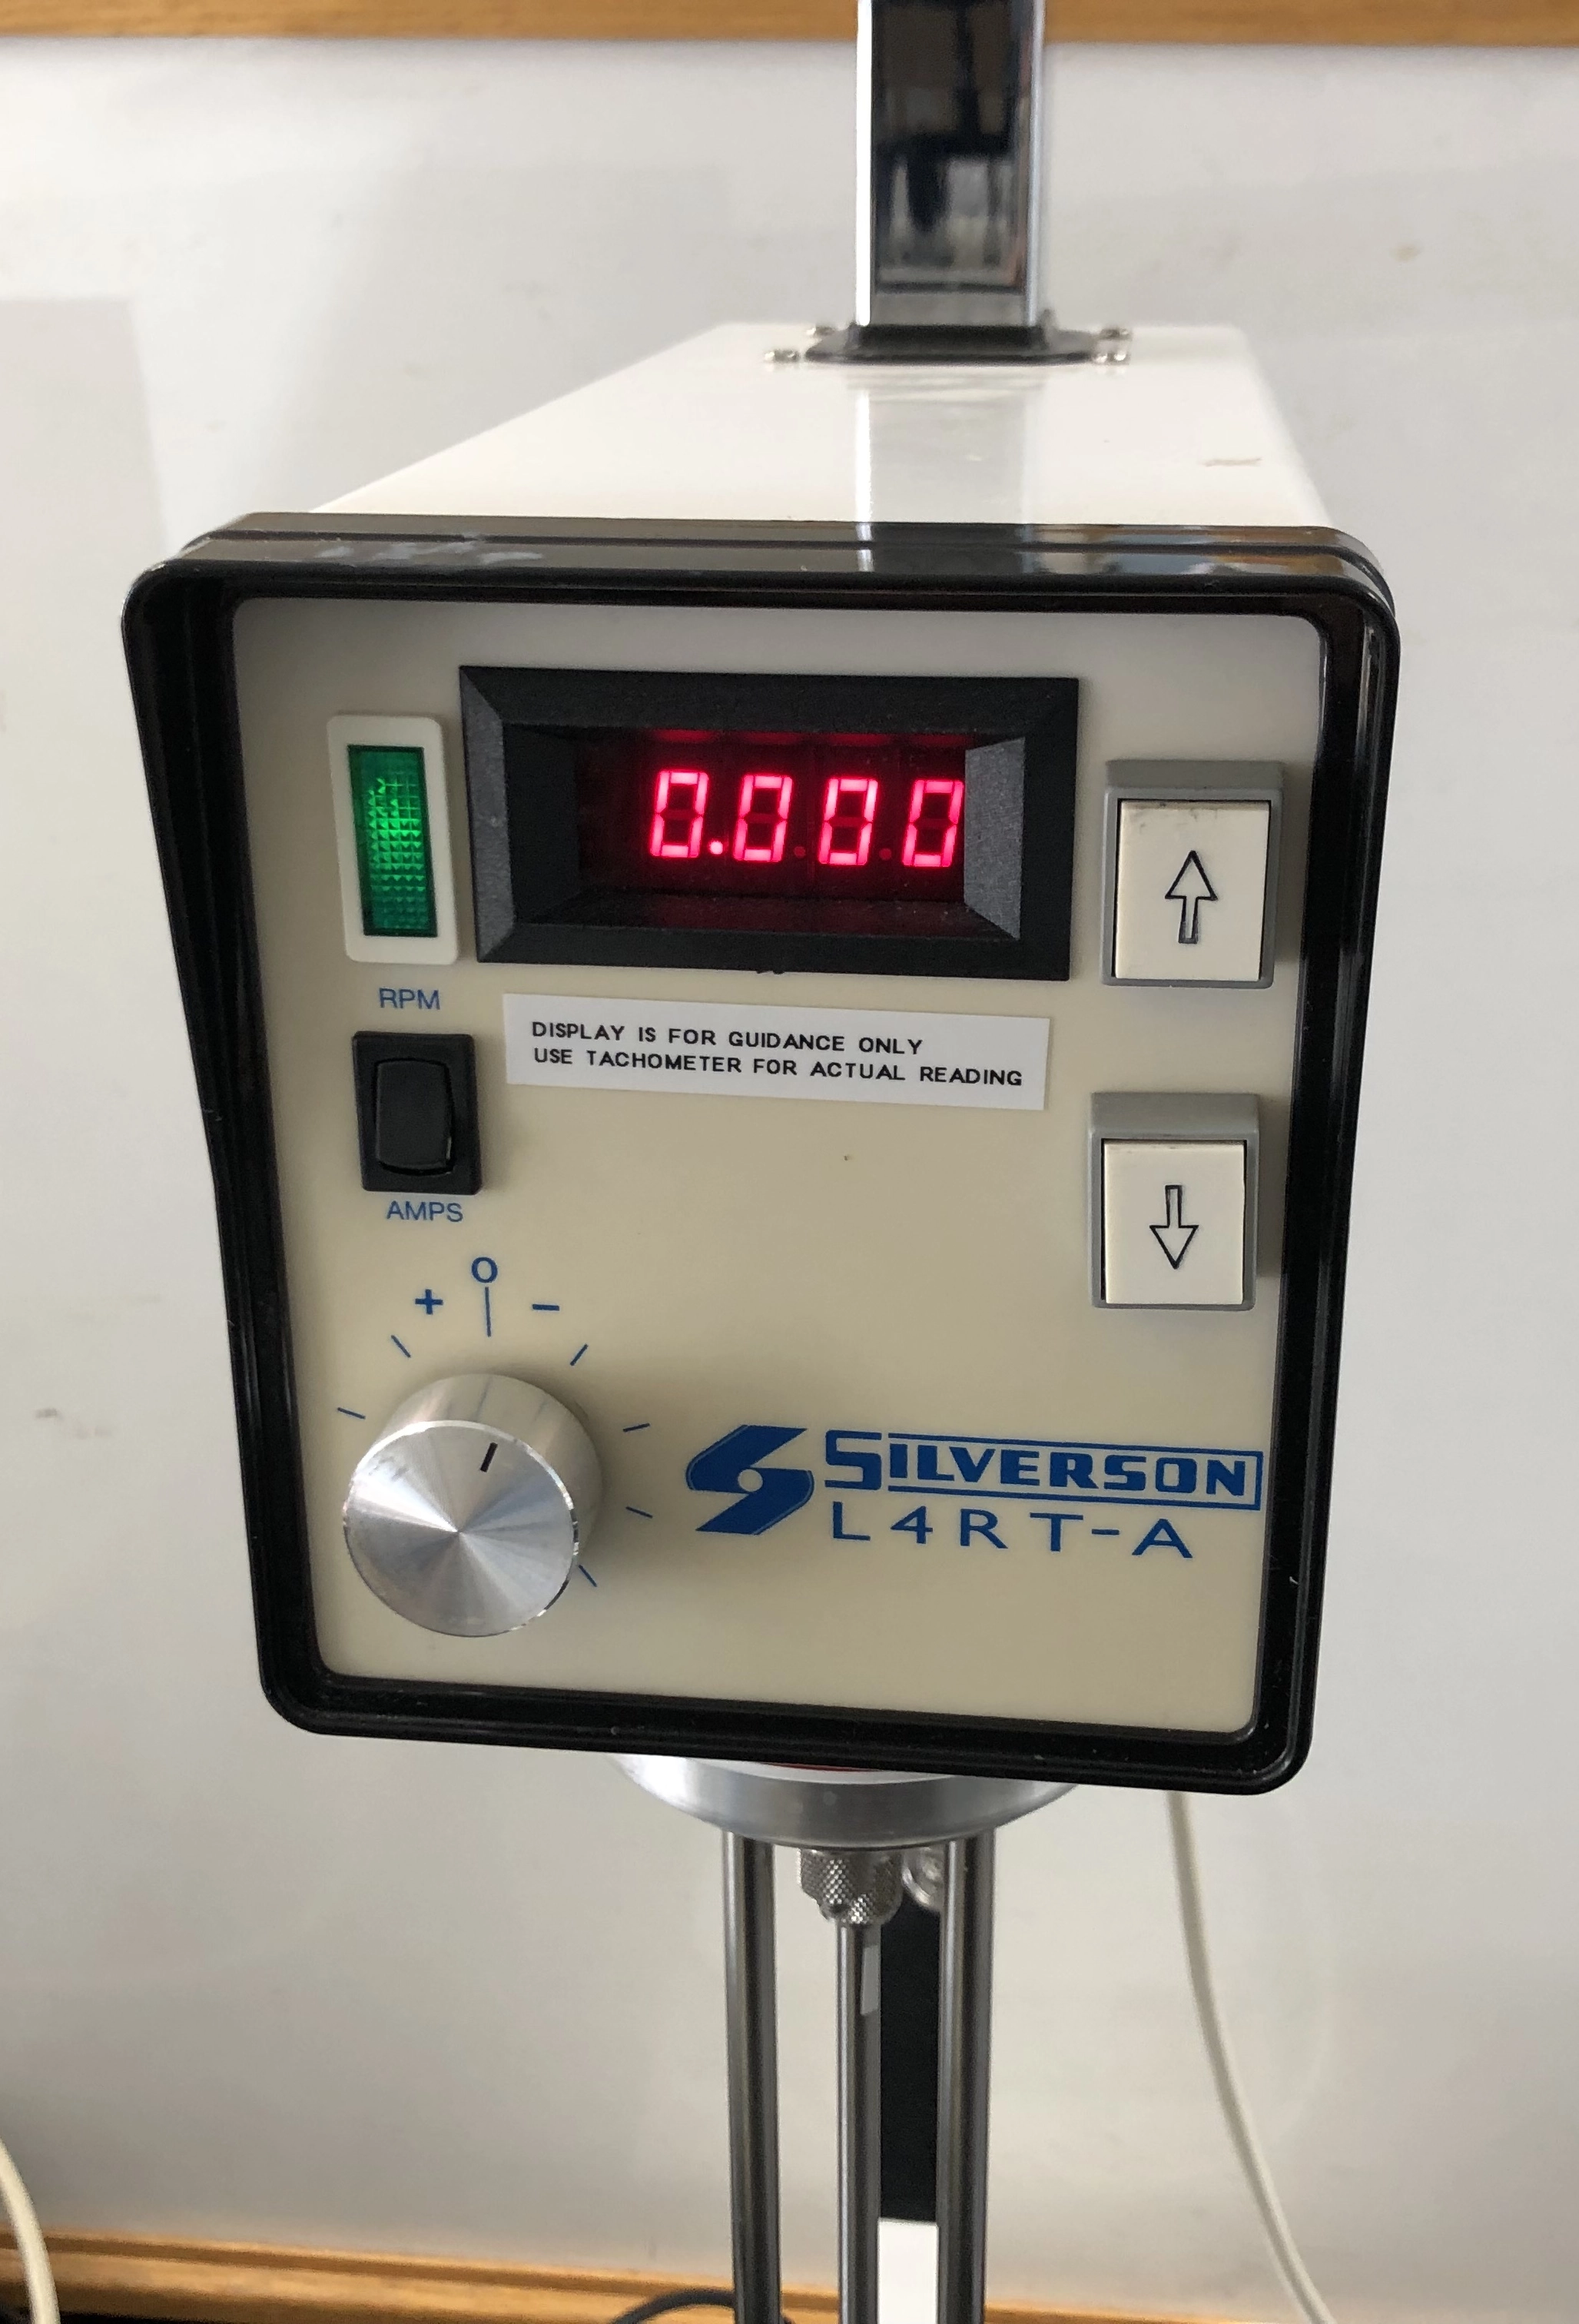 0.000
RPM
DISPLAY IS FOR GUIDANCE ONLY
USE TACHOMETER FOR ACTUAL READING
AMPS
O
+ −
SILVERSON
L4RT-A